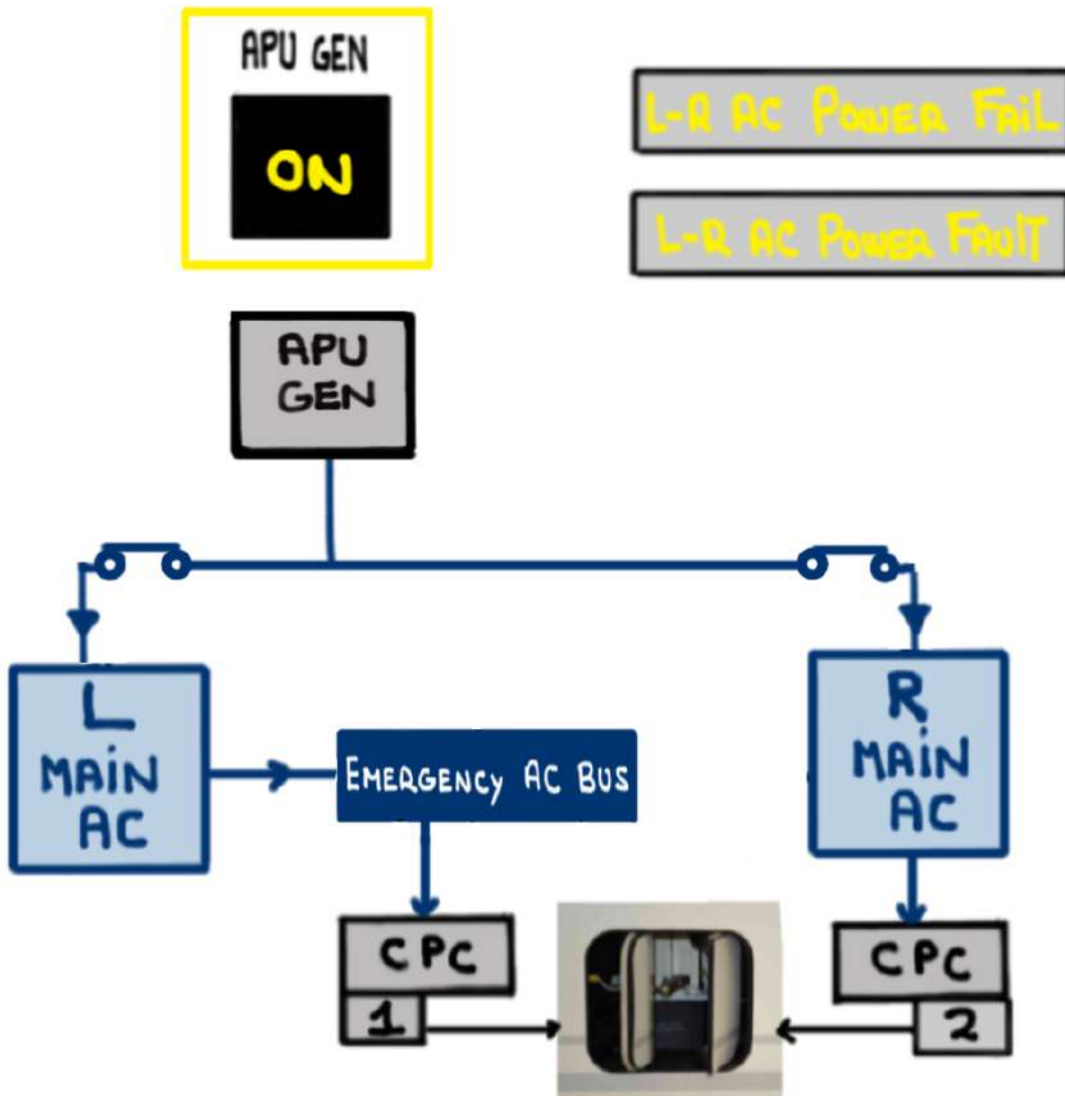 APU GEN
ON
L-R AC POWER FAiL
L-R AC POWER FAULT
APU
GEN
L
MAiN
AC
EMERGENCY AC BUS
R
MAiN
AC
CPC
1
CPC
2